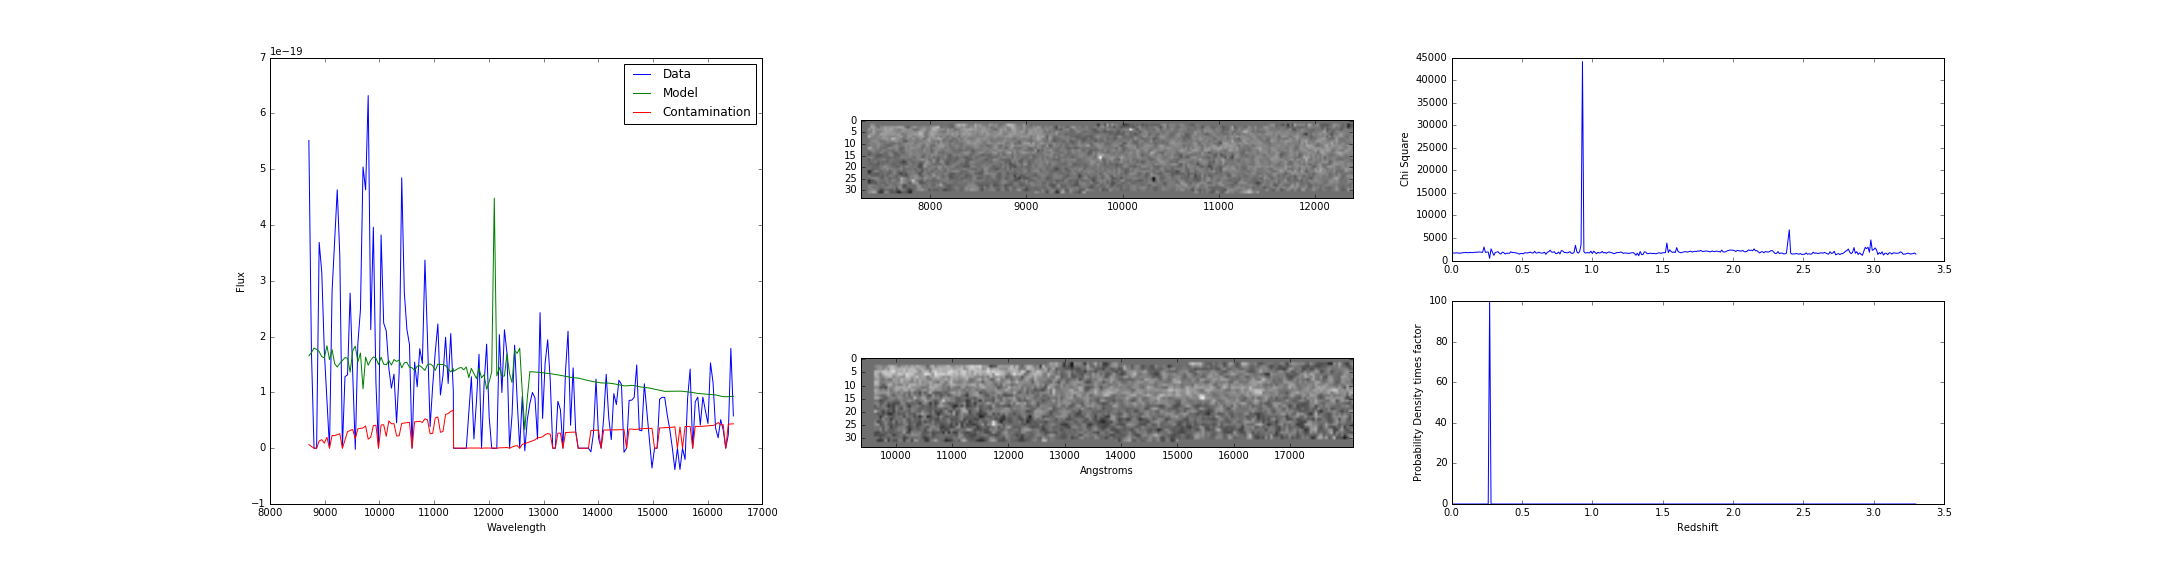 1e−19
7
6
5
4
3
2
1
0
−1
Flux
8000 9000 10000 11000 12000 13000 14000 15000 16000 17000
Wavelength
Data
Model
Contamination
0
5
10
15
20
25
30
8000 9000 10000 11000 12000
0
5
10
15
20
25
30
10000 11000 12000 13000 14000 15000 16000 17000
Angstroms
45000
40000
35000
30000
25000
20000
15000
10000
5000
0
Chi Square
0.0 0.5 1.0 1.5 2.0 2.5 3.0 3.5
100
80
60
40
20
0
Probability Density times factor
0.0 0.5 1.0 1.5 2.0 2.5 3.0 3.5
Redshift